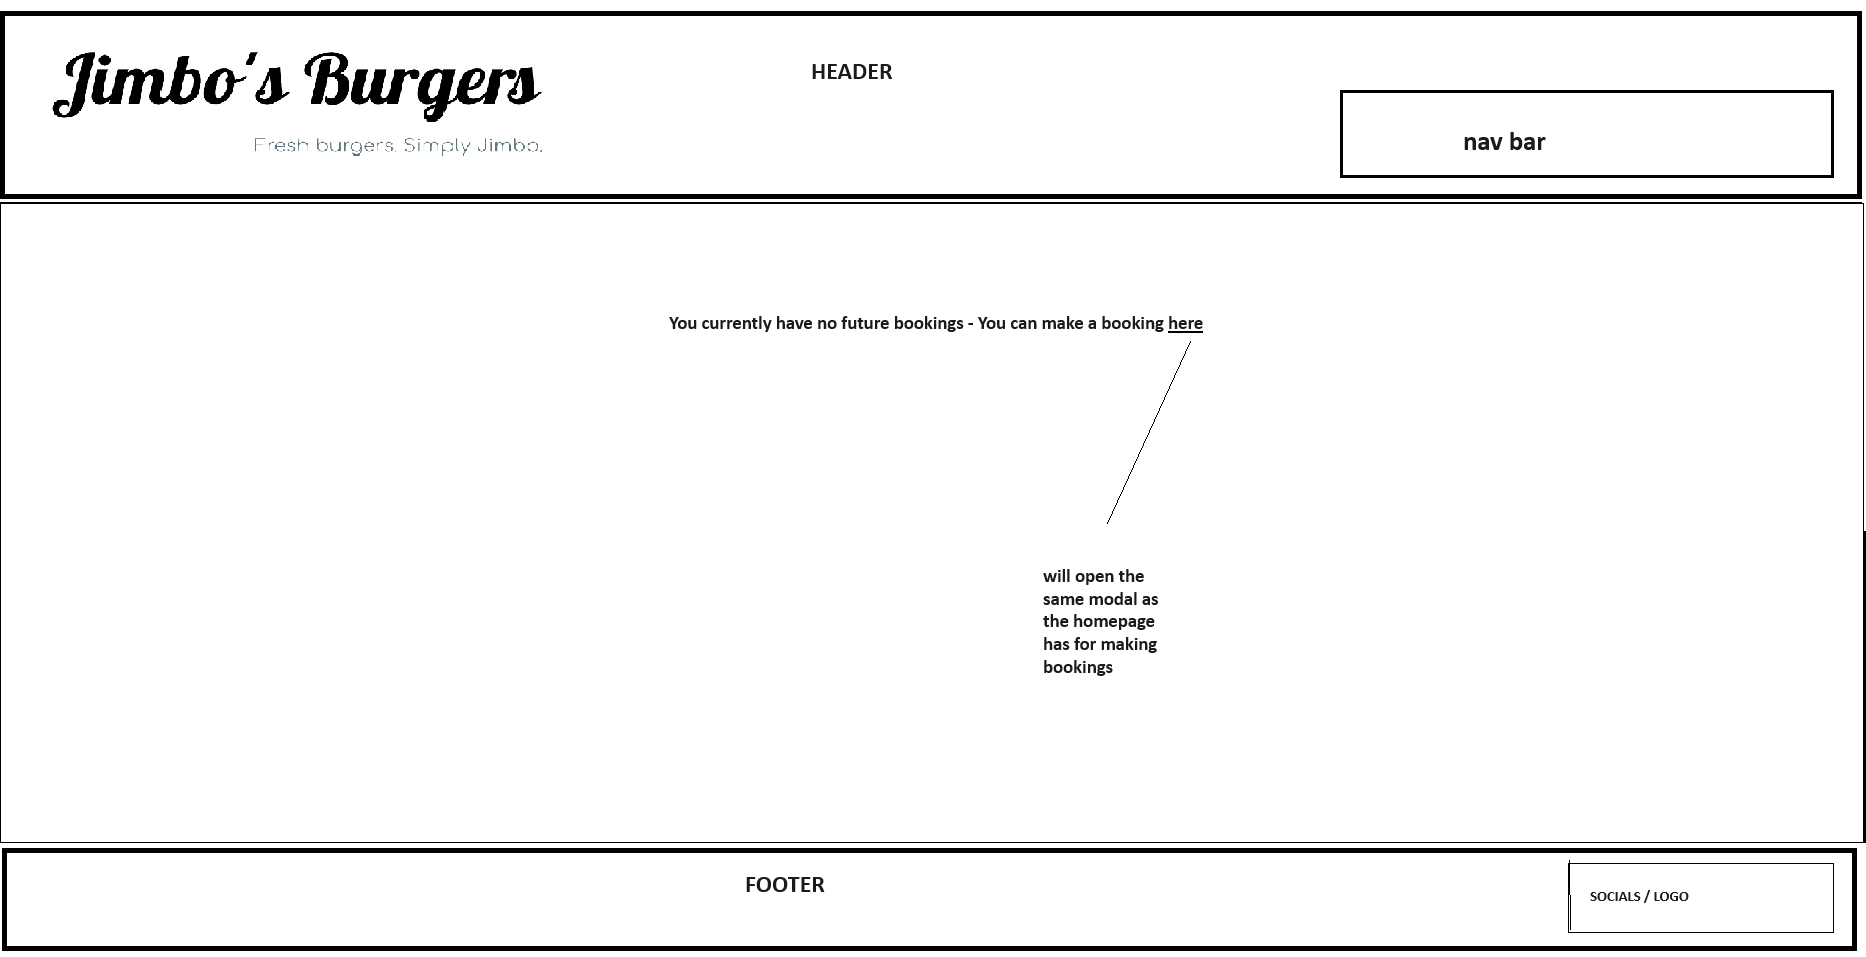 Jimbo's Burgers
Fresh burgers. Simply Jimbo.
HEADER
nav bar
You currently have no future bookings - You can make a booking here
will open the
same modal as
the homepage
has for making
bookings
FOOTER
SOCIALS / LOGO